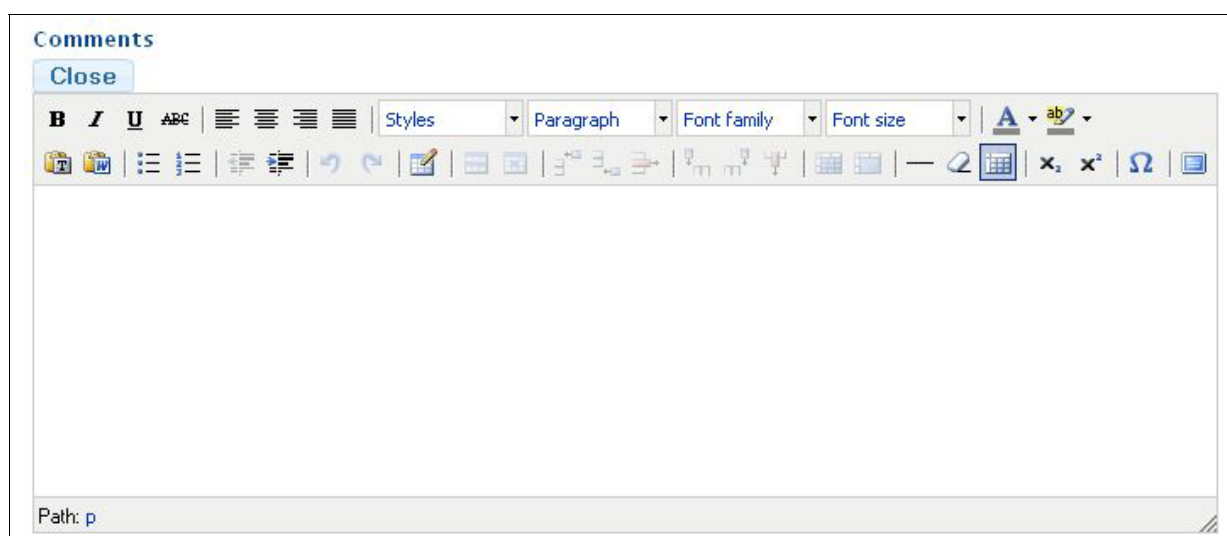 Comments
Close
B I U ABC Styles Paragraph Font family Font size A ab
T W x₂ x² Ω
Path: p